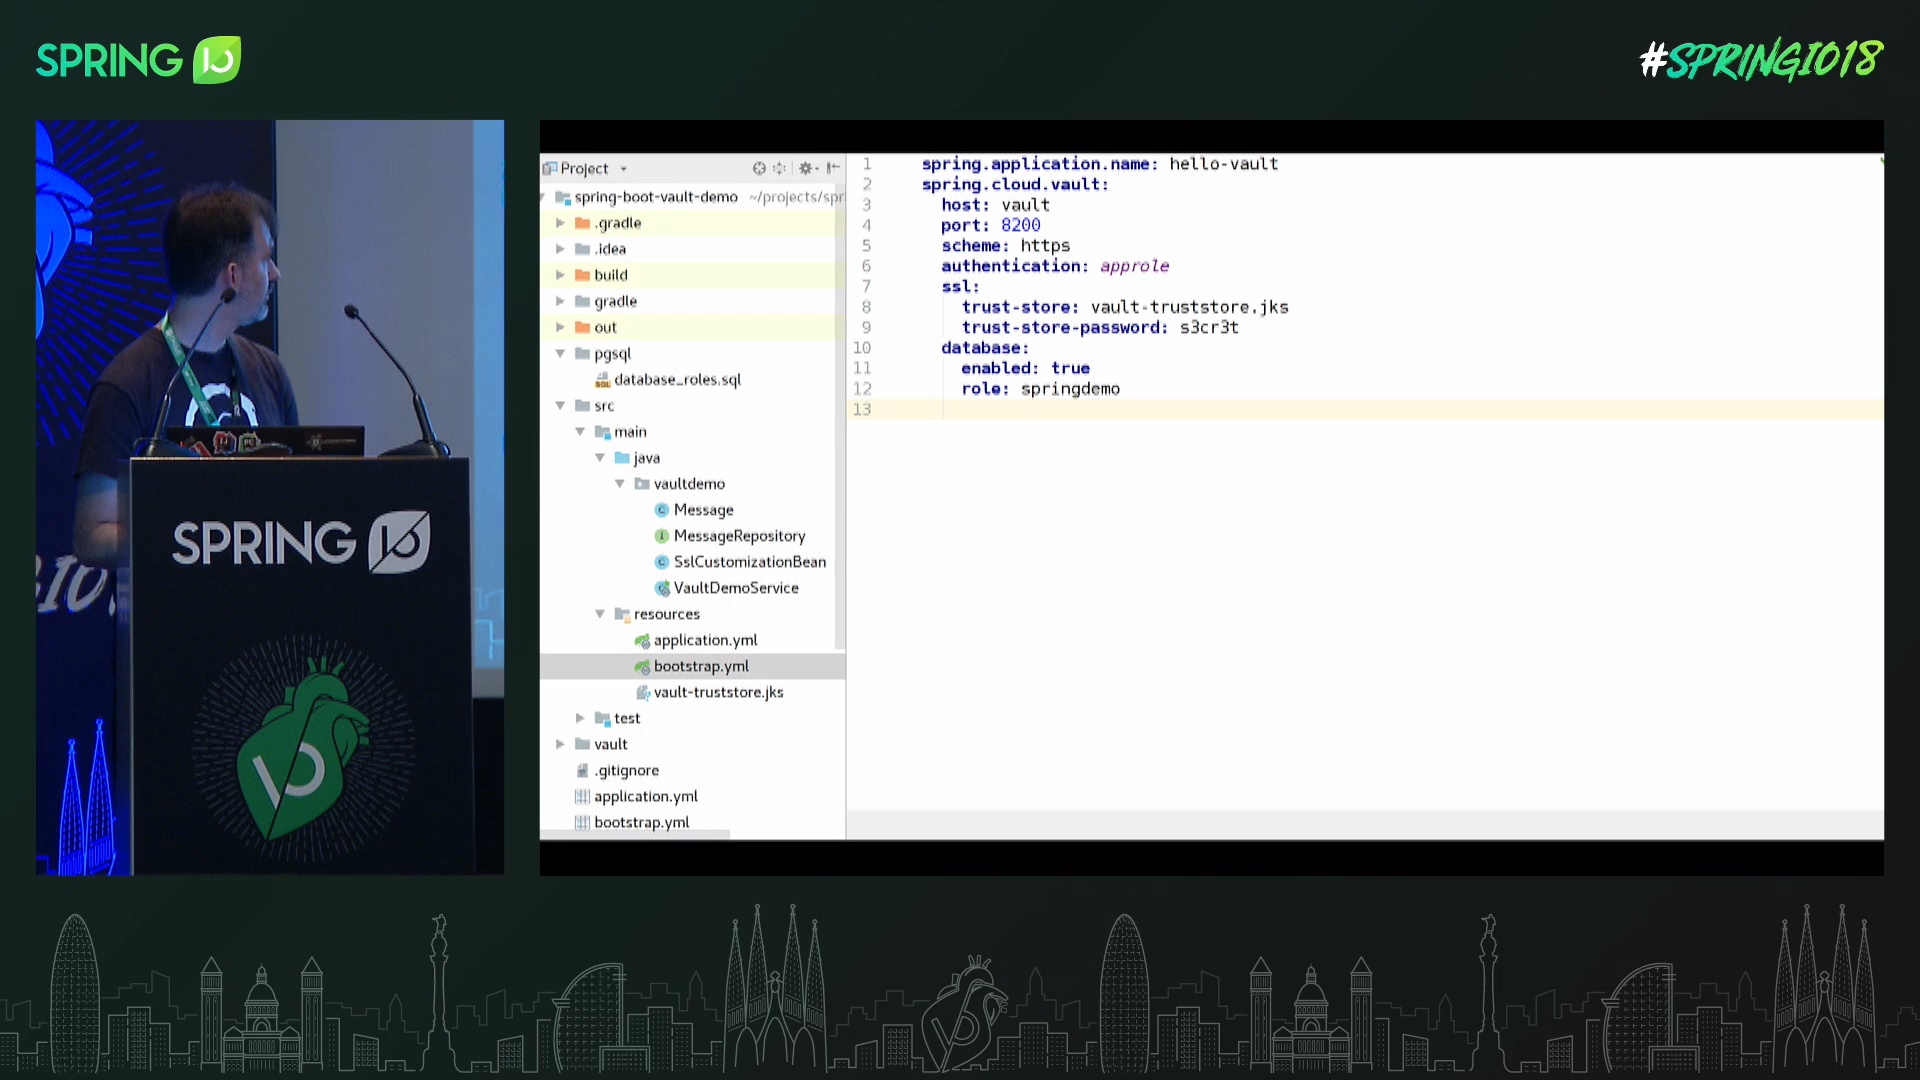 SPRING IO
#SPRINGIO18
SPRING IO
Project
spring-boot-vault-demo ~/projects/spr
.gradle
.idea
build
gradle
out
pgsql
database_roles.sql
src
main
java
vaultdemo
Message
MessageRepository
SslCustomizationBean
VaultDemoService
resources
application.yml
bootstrap.yml
vault-truststore.jks
test
vault
.gitignore
application.yml
bootstrap.yml
1 spring.application.name: hello-vault
2 spring.cloud.vault:
3 host: vault
4 port: 8200
5 scheme: https
6 authentication: approle
7 ssl:
8 trust-store: vault-truststore.jks
9 trust-store-password: s3cr3t
10 database:
11 enabled: true
12 role: springdemo
13